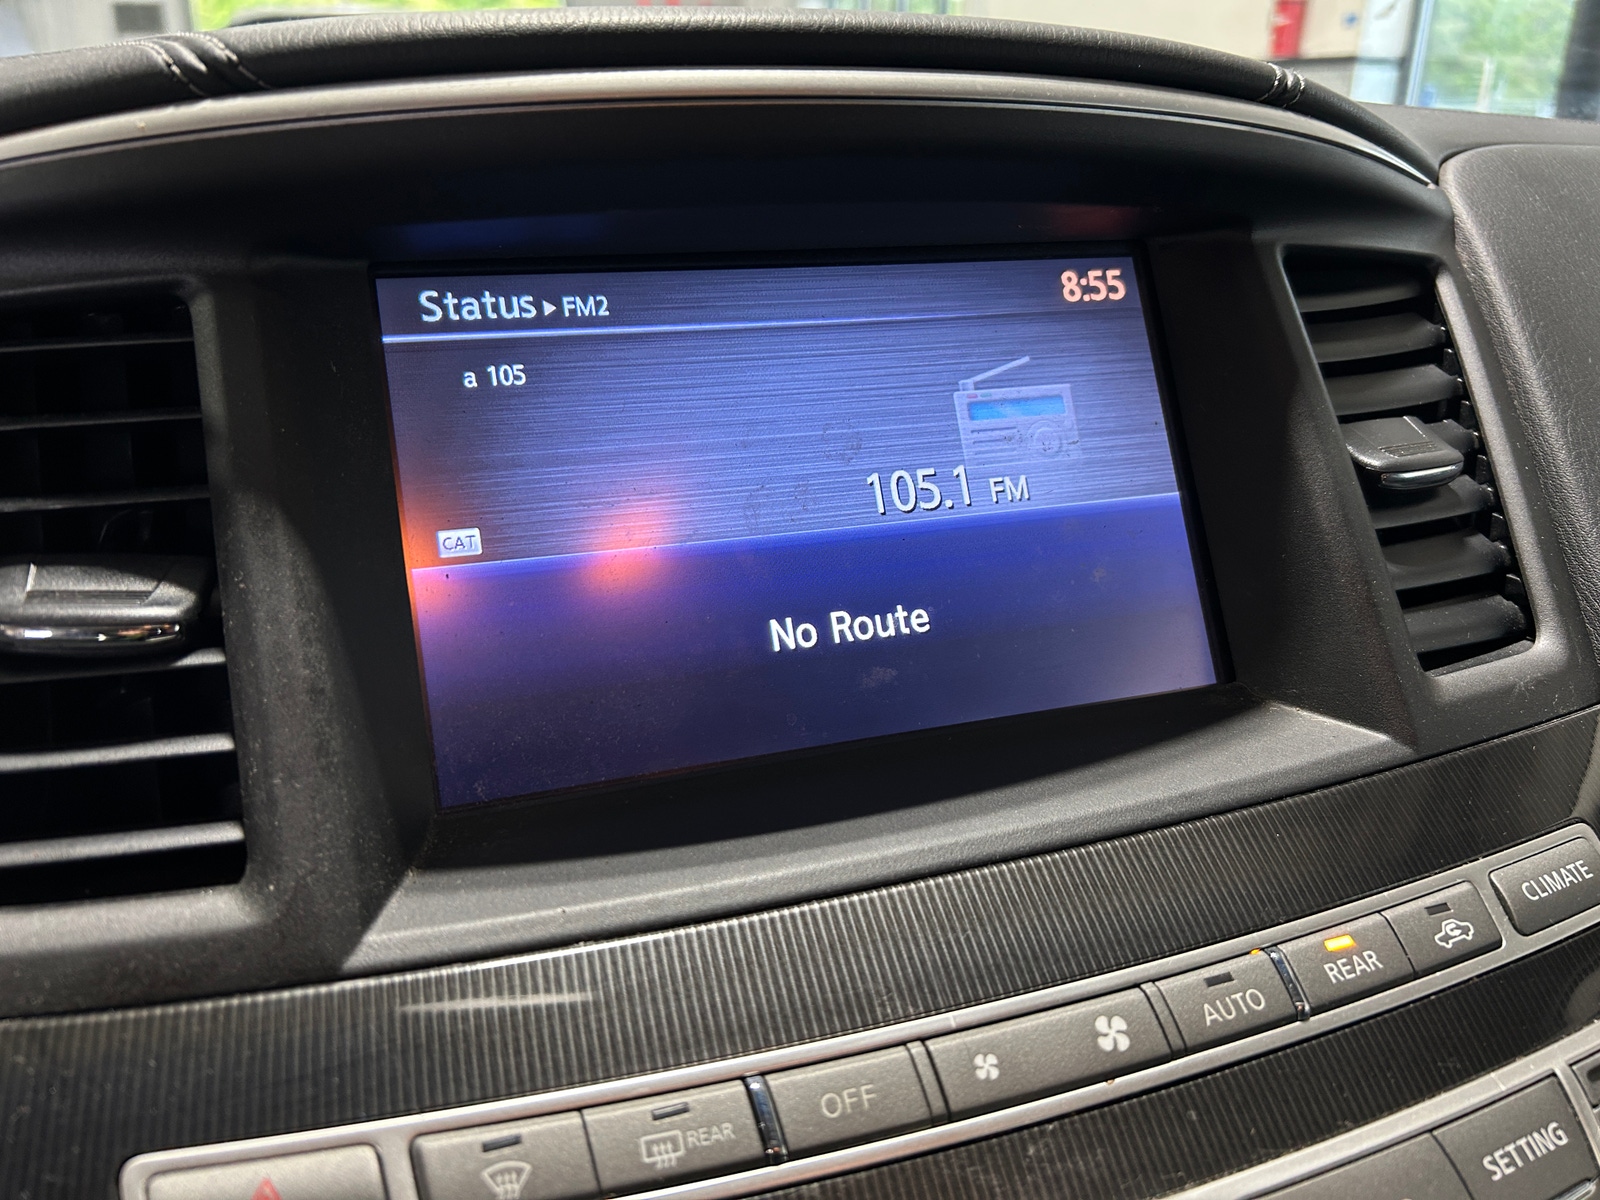 Status ▸ FM2
8:55
a 105
105.1 FM
CAT
No Route
CLIMATE
REAR
AUTO
OFF
REAR
SETTING